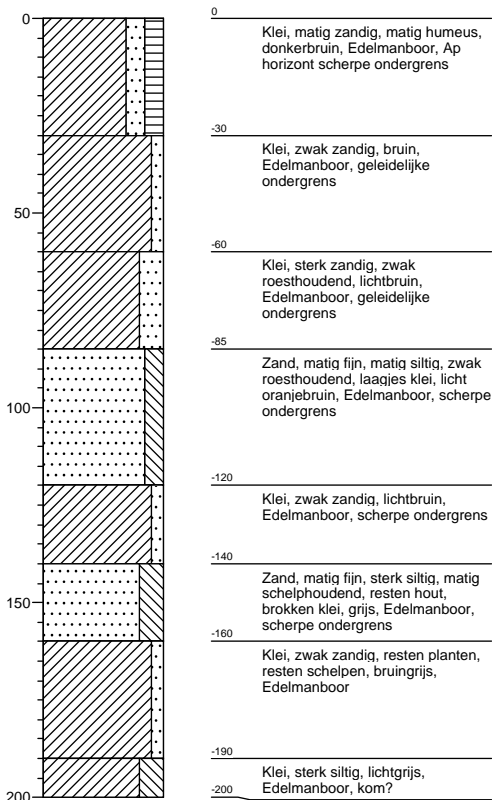 0
0
Klei, matig zandig, matig humeus,
donkerbruin, Edelmanboor, Ap
horizont scherpe ondergrens
-30
Klei, zwak zandig, bruin,
Edelmanboor, geleidelijke
ondergrens
50
-60
Klei, sterk zandig, zwak
roesthoudend, lichtbruin,
Edelmanboor, geleidelijke
ondergrens
-85
Zand, matig fijn, matig siltig, zwak
roesthoudend, laagjes klei, licht
oranjebruin, Edelmanboor, scherpe
ondergrens
100
-120
Klei, zwak zandig, lichtbruin,
Edelmanboor, scherpe ondergrens
-140
Zand, matig fijn, sterk siltig, matig
schelphoudend, resten hout,
brokken klei, grijs, Edelmanboor,
scherpe ondergrens
150
-160
Klei, zwak zandig, resten planten,
resten schelpen, bruingrijs,
Edelmanboor
-190
Klei, sterk siltig, lichtgrijs,
Edelmanboor, kom?
200
-200